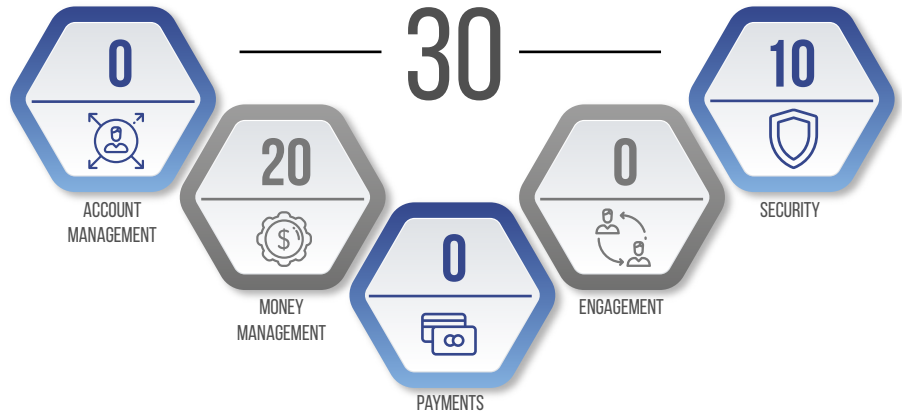 30
0
ACCOUNT
MANAGEMENT
20
$
MONEY
MANAGEMENT
0
PAYMENTS
0
ENGAGEMENT
10
SECURITY